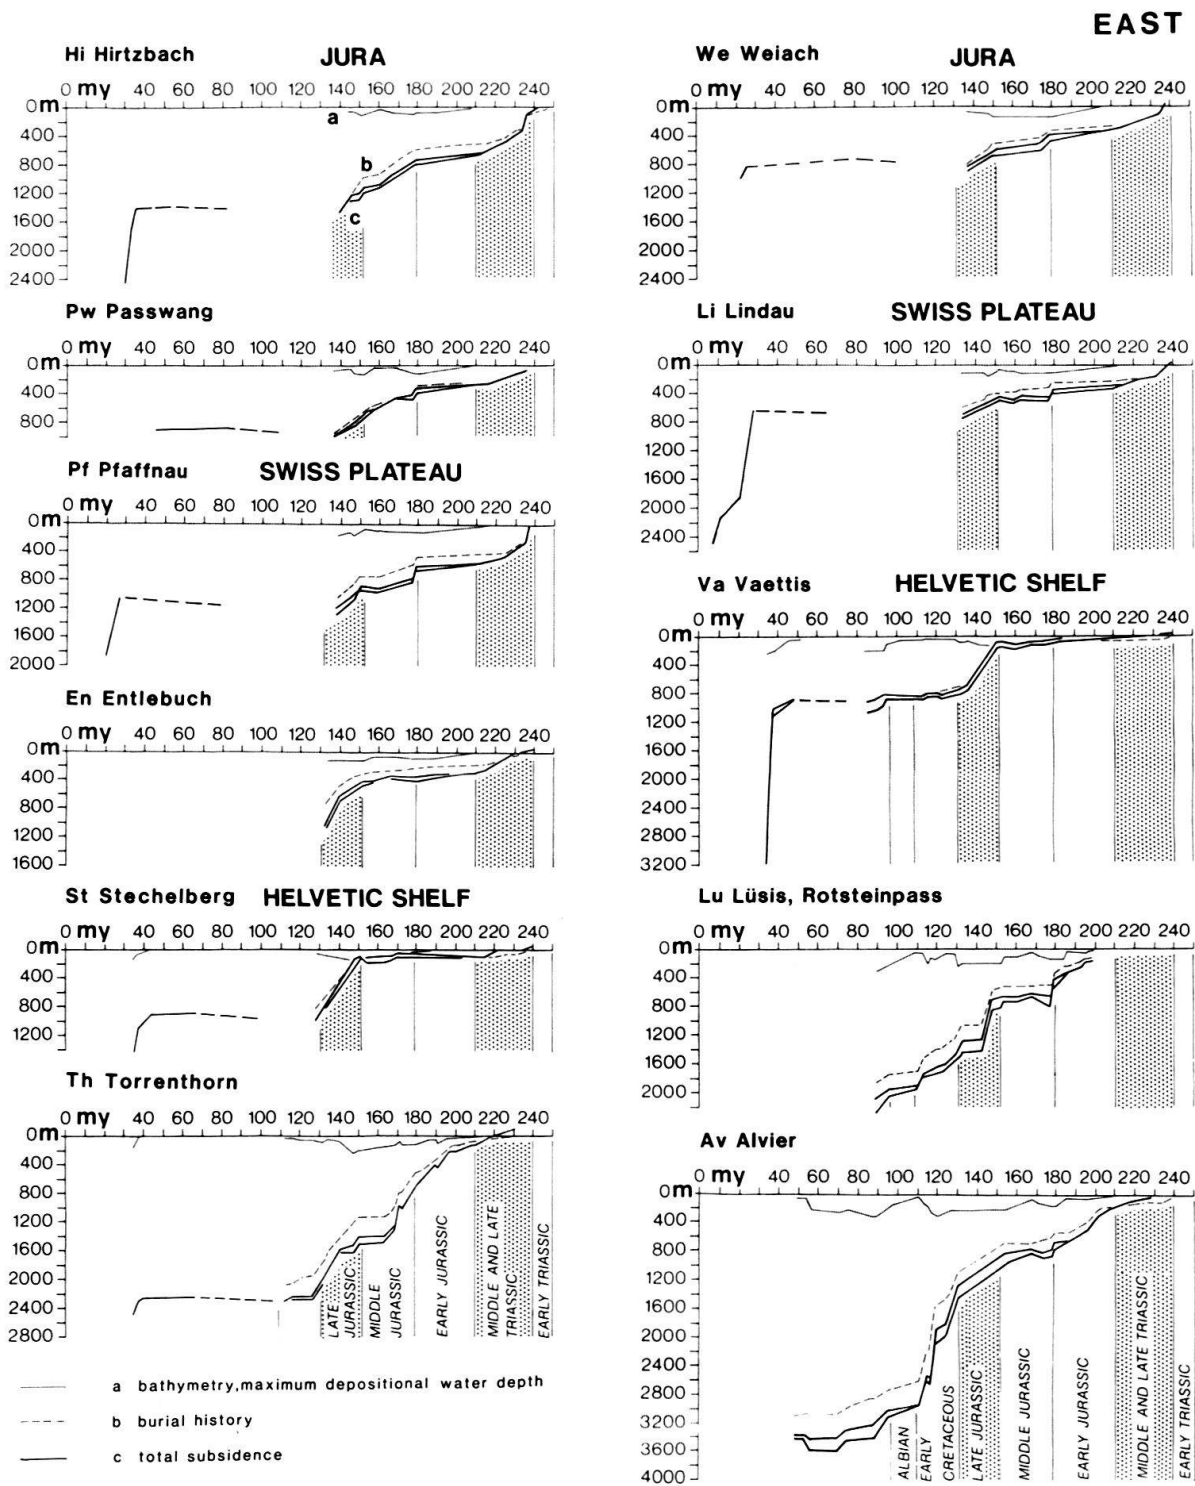 EAST
Hi Hirtzbach JURA
0 my 40 60 80 100 120 140 160 180 200 220 240
0m
400
800
1200
1600
2000
2400
a
b
c
Pw Passwang
0 my 40 60 80 100 120 140 160 180 200 220 240
0m
400
800
Pf Pfaffnau SWISS PLATEAU
0 my 40 60 80 100 120 140 160 180 200 220 240
0m
400
800
1200
1600
2000
En Entlebuch
0 my 40 60 80 100 120 140 160 180 200 220 240
0m
400
800
1200
1600
St Stechelberg HELVETIC SHELF
0 my 40 60 80 100 120 140 160 180 200 220 240
0m
400
800
1200
Th Torrenthorn
0 my 40 60 80 100 120 140 160 180 200 220 240
0m
400
800
1200
1600
2000
2400
2800
LATE JURASSIC
MIDDLE JURASSIC
EARLY JURASSIC
MIDDLE AND LATE TRIASSIC
EARLY TRIASSIC
a bathymetry, maximum depositional water depth
b burial history
c total subsidence
We Weiach JURA
0 my 40 60 80 100 120 140 160 180 200 220 240
0m
400
800
1200
1600
2000
2400
Li Lindau SWISS PLATEAU
0 my 40 60 80 100 120 140 160 180 200 220 240
0m
400
800
1200
1600
2000
2400
Va Vaettis HELVETIC SHELF
0 my 40 60 80 100 120 140 160 180 200 220 240
0m
400
800
1200
1600
2000
2400
2800
3200
Lu Lüsis, Rotsteinpass
0 my 40 60 80 100 120 140 160 180 200 220 240
0m
400
800
1200
1600
2000
Av Alvier
0 my 40 60 80 100 120 140 160 180 200 220 240
0m
400
800
1200
1600
2000
2400
2800
3200
3600
4000
ALBIAN
EARLY CRETACEOUS
LATE JURASSIC
MIDDLE JURASSIC
EARLY JURASSIC
MIDDLE AND LATE TRIASSIC
EARLY TRIASSIC